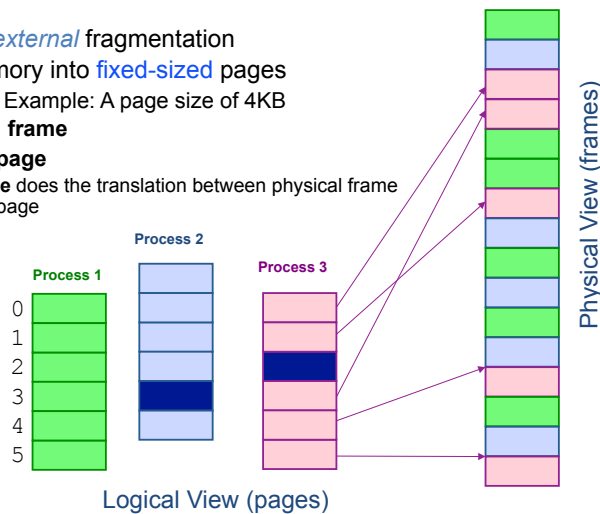 external fragmentation
mory into fixed-sized pages
Example: A page size of 4KB
frame
page
e does the translation between physical frame
page
Process 1
Process 2
Process 3
0
1
2
3
4
5
Logical View (pages)
Physical View (frames)